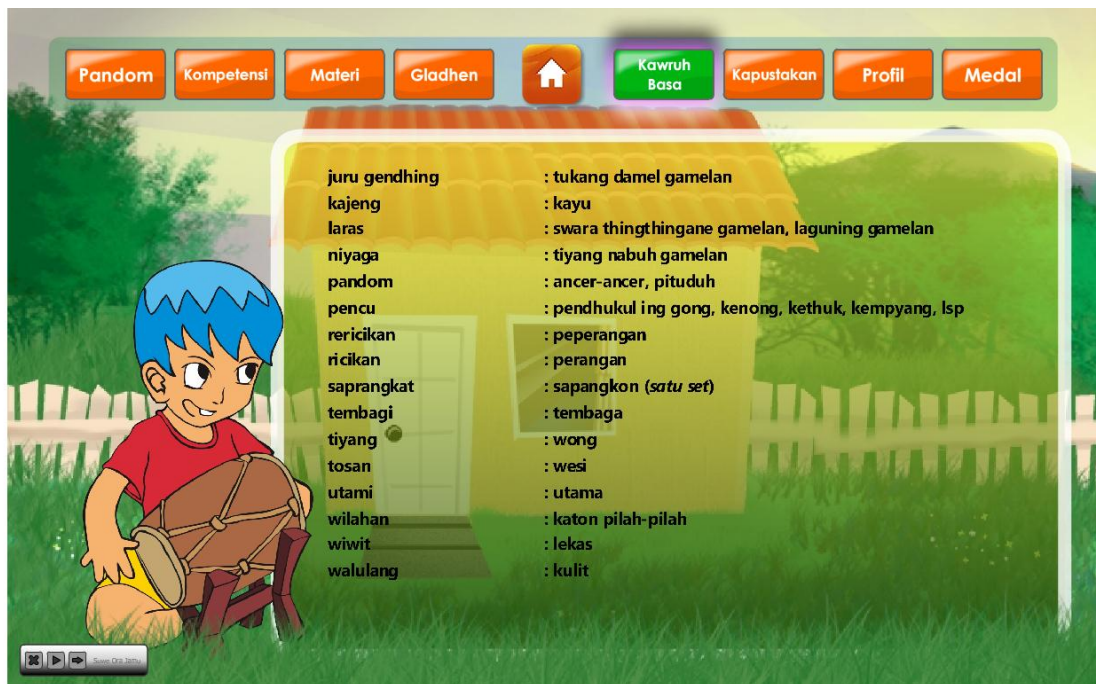 Pandom
Kompetensi
Materi
Gladhen
Kawruh
Basa
Kapustakan
Profil
Medal
juru gendhing : tukang damel gamelan
kajeng : kayu
laras : swara thingthingane gamelan, laguning gamelan
niyaga : tiyang nabuh gamelan
pandom : ancer-ancer, pituduh
pencu : pendhukul ing gong, kenong, kethuk, kempyang, lsp
rericikan : peperangan
ricikan : perangan
saprangkat : sapangkon (satu set)
tembagi : tembaga
tiyang : wong
tosan : wesi
utami : utama
wilahan : katon pilah-pilah
wiwit : lekas
walulang : kulit
Suwe Ora Jamu